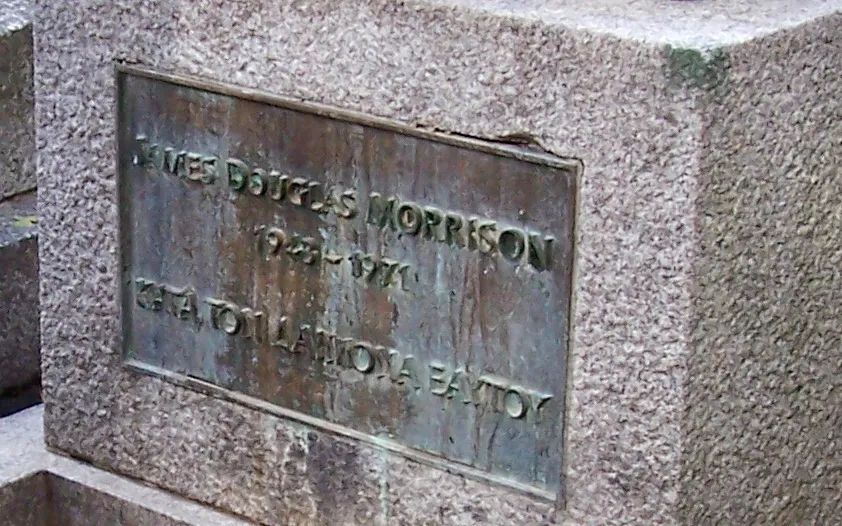 JAMES DOUGLAS MORRISON
1943-1971
ΚΑΤΑ ΤΟΝ ΔΑΙΜΟΝΑ ΕΑΥΤΟΥ